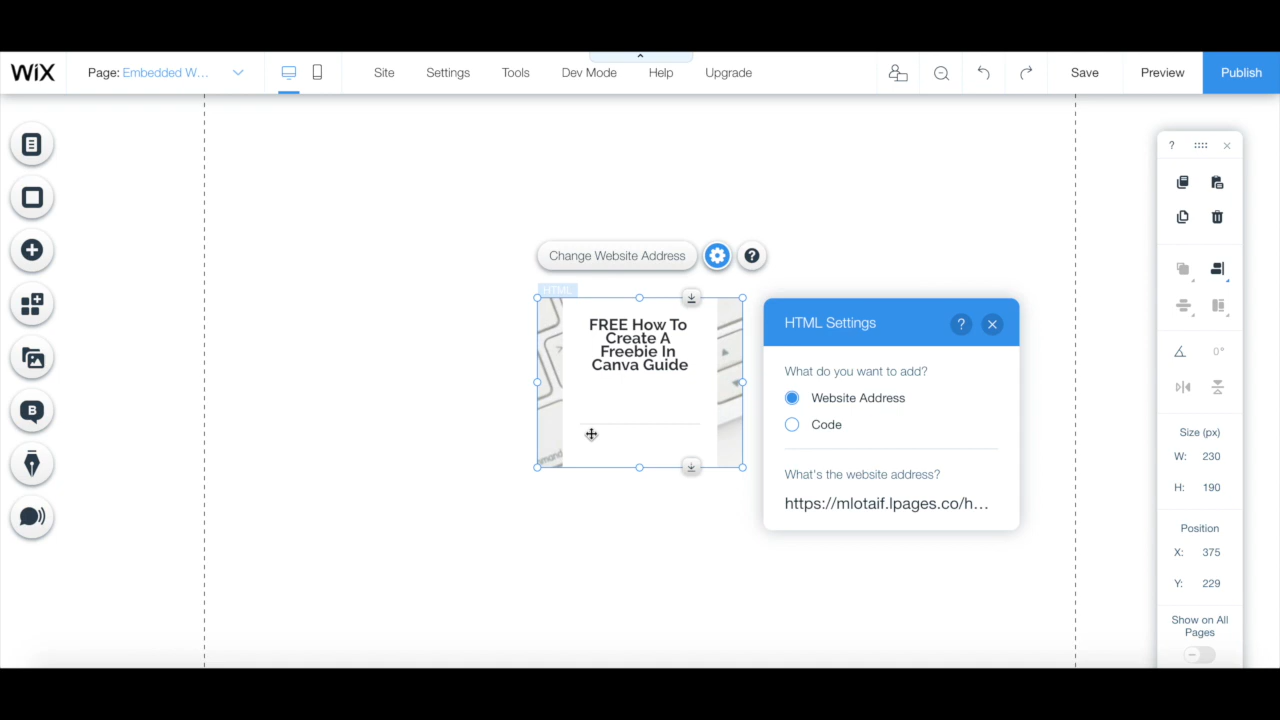 WiX
Page: Embedded W...
Site
Settings
Tools
Dev Mode
Help
Upgrade
Save
Preview
Publish
?
Change Website Address
?
HTML
FREE How To
Create A
Freebie In
Canva Guide
HTML Settings
?
What do you want to add?
Website Address
Code
What's the website address?
https://mlotaif.lpages.co/h...
B
0°
Size (px)
W: 230
H: 190
Position
X: 375
Y: 229
Show on All
Pages